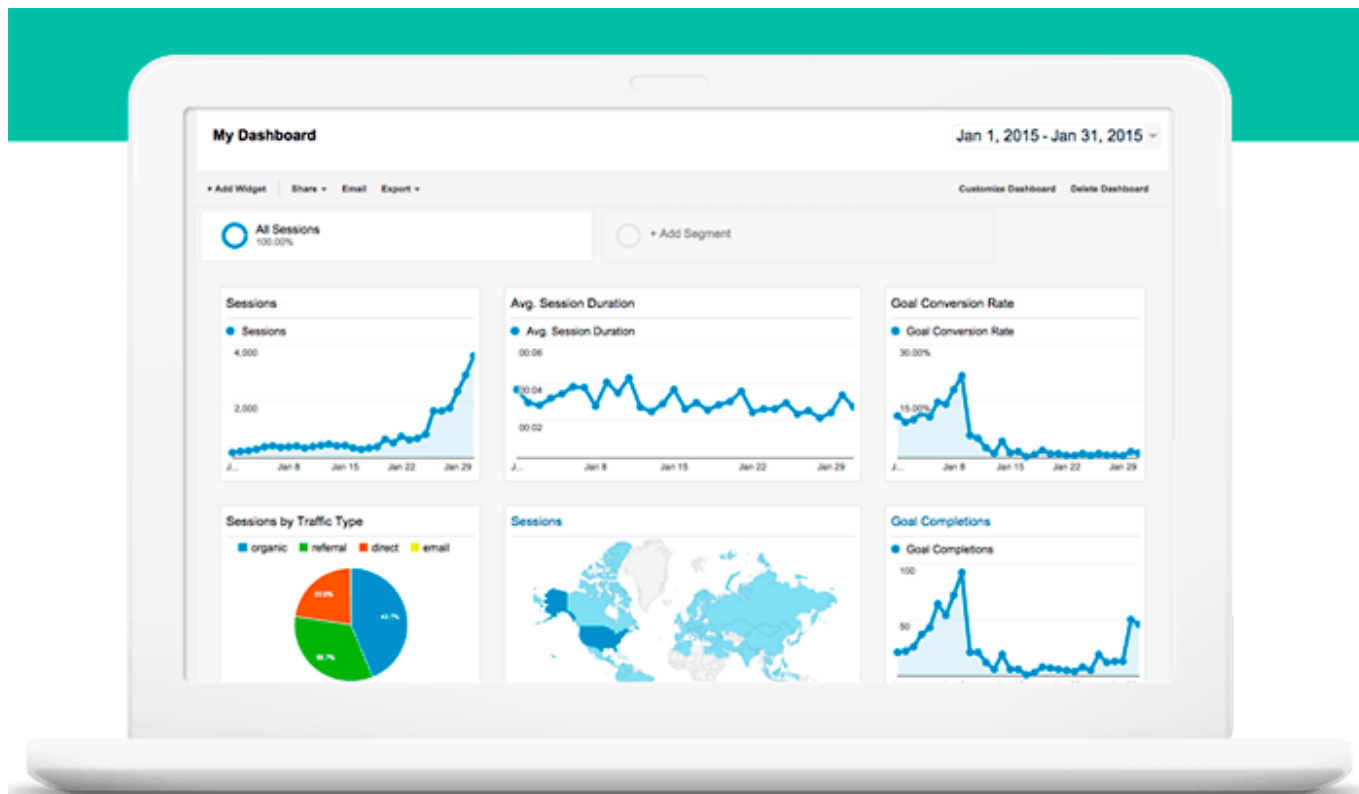 My Dashboard
Jan 1, 2015 - Jan 31, 2015
+ Add Widget
Share
Email
Export
Customize Dashboard
Delete Dashboard
All Sessions
100.00%
+ Add Segment
Sessions
Sessions
4,000
2,000
J...
Jan 8
Jan 15
Jan 22
Jan 29
Avg. Session Duration
Avg. Session Duration
00:06
00:04
00:02
J...
Jan 8
Jan 15
Jan 22
Jan 29
Goal Conversion Rate
Goal Conversion Rate
30.00%
15.00%
J...
Jan 8
Jan 15
Jan 22
Jan 29
Sessions by Traffic Type
organic
referral
direct
email
Sessions
Goal Completions
Goal Completions
100
50